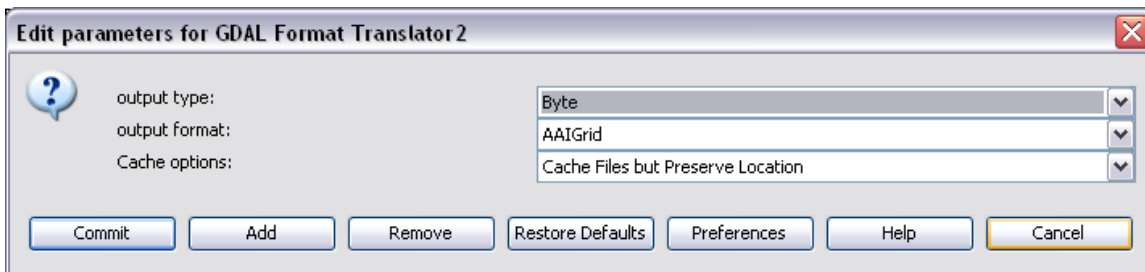 Edit parameters for GDAL Format Translator2
output type: Byte
output format: AAIGrid
Cache options: Cache Files but Preserve Location
Commit Add Remove Restore Defaults Preferences Help Cancel